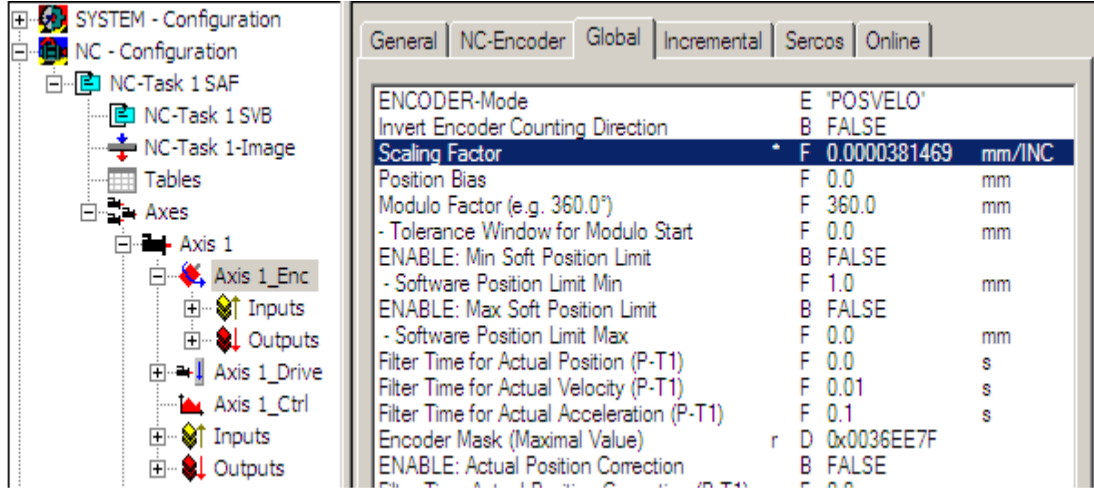 SYSTEM - Configuration
NC - Configuration
NC-Task 1 SAF
NC-Task 1 SVB
NC-Task 1-Image
Tables
Axes
Axis 1
Axis 1_Enc
Inputs
Outputs
Axis 1_Drive
Axis 1_Ctrl
Inputs
Outputs
General NC-Encoder Global Incremental Sercos Online
ENCODER-Mode E 'POSVELO'
Invert Encoder Counting Direction B FALSE
Scaling Factor * F 0.0000381469 mm/INC
Position Bias F 0.0 mm
Modulo Factor (e.g. 360.0°) F 360.0 mm
- Tolerance Window for Modulo Start F 0.0 mm
ENABLE: Min Soft Position Limit B FALSE
- Software Position Limit Min F 1.0 mm
ENABLE: Max Soft Position Limit B FALSE
- Software Position Limit Max F 0.0 mm
Filter Time for Actual Position (P-T1) F 0.0 s
Filter Time for Actual Velocity (P-T1) F 0.01 s
Filter Time for Actual Acceleration (P-T1) F 0.1 s
Encoder Mask (Maximal Value) r D 0x0036EE7F
ENABLE: Actual Position Correction B FALSE